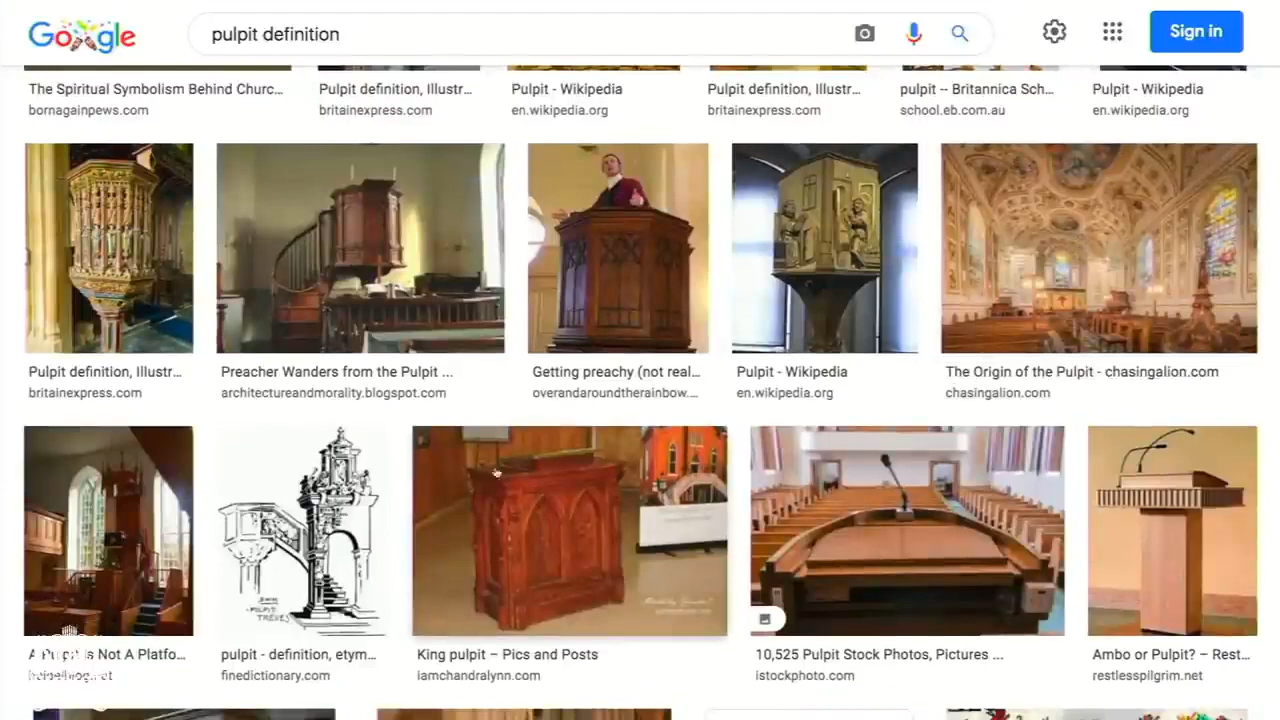 Google
pulpit definition
Sign in
The Spiritual Symbolism Behind Churc...
Pulpit definition, Illustr...
Pulpit - Wikipedia
Pulpit definition, Illustr...
pulpit -- Britannica Sch...
Pulpit - Wikipedia
bornagainpews.com
britainexpress.com
en.wikipedia.org
britainexpress.com
school.eb.com.au
en.wikipedia.org
Pulpit definition, Illustr...
Preacher Wanders from the Pulpit ...
Getting preachy (not real...
Pulpit - Wikipedia
The Origin of the Pulpit - chasingalion.com
britainexpress.com
architectureandmorality.blogspot.com
overandaroundtherainbow....
en.wikipedia.org
chasingalion.com
PULPIT
TREVES
A Pulpit Is Not A Platfo...
pulpit - definition, etym...
King pulpit – Pics and Posts
10,525 Pulpit Stock Photos, Pictures ...
Ambo or Pulpit? – Rest...
finedictionary.com
iamchandralynn.com
istockphoto.com
restlesspilgrim.net